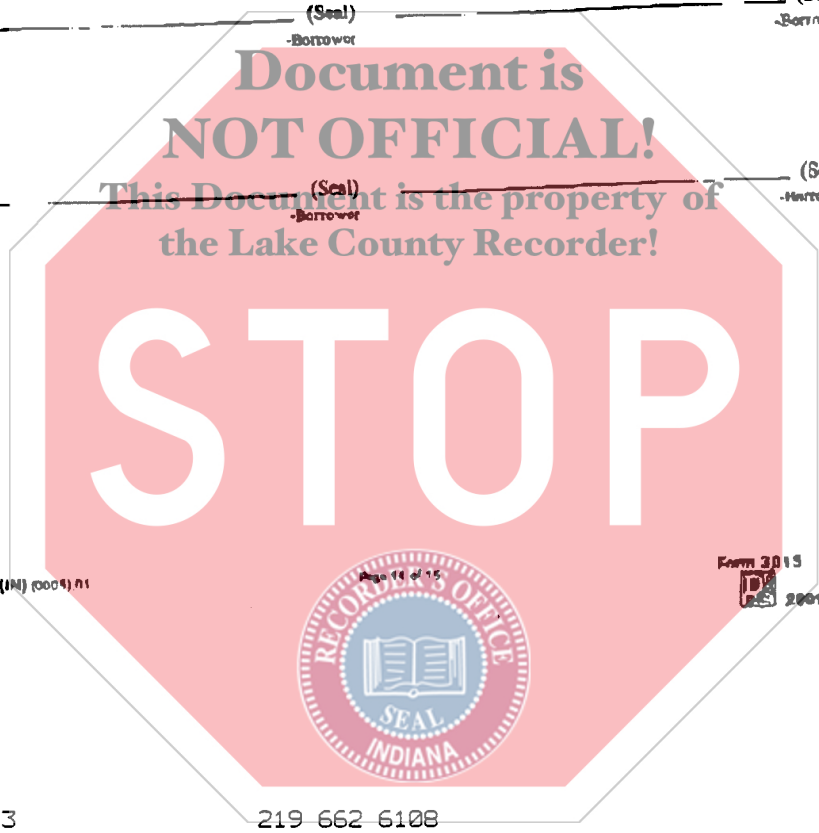 (Seal)
-Borrower
Document is
NOT OFFICIAL!
(Seal)
This Document is the property of
-Borrower
the Lake County Recorder!
STOP
Form 3015
(IN) (0005).01
Page 14 of 15
RECORDER'S OFFICE
SEAL
INDIANA
3 219 662 6108